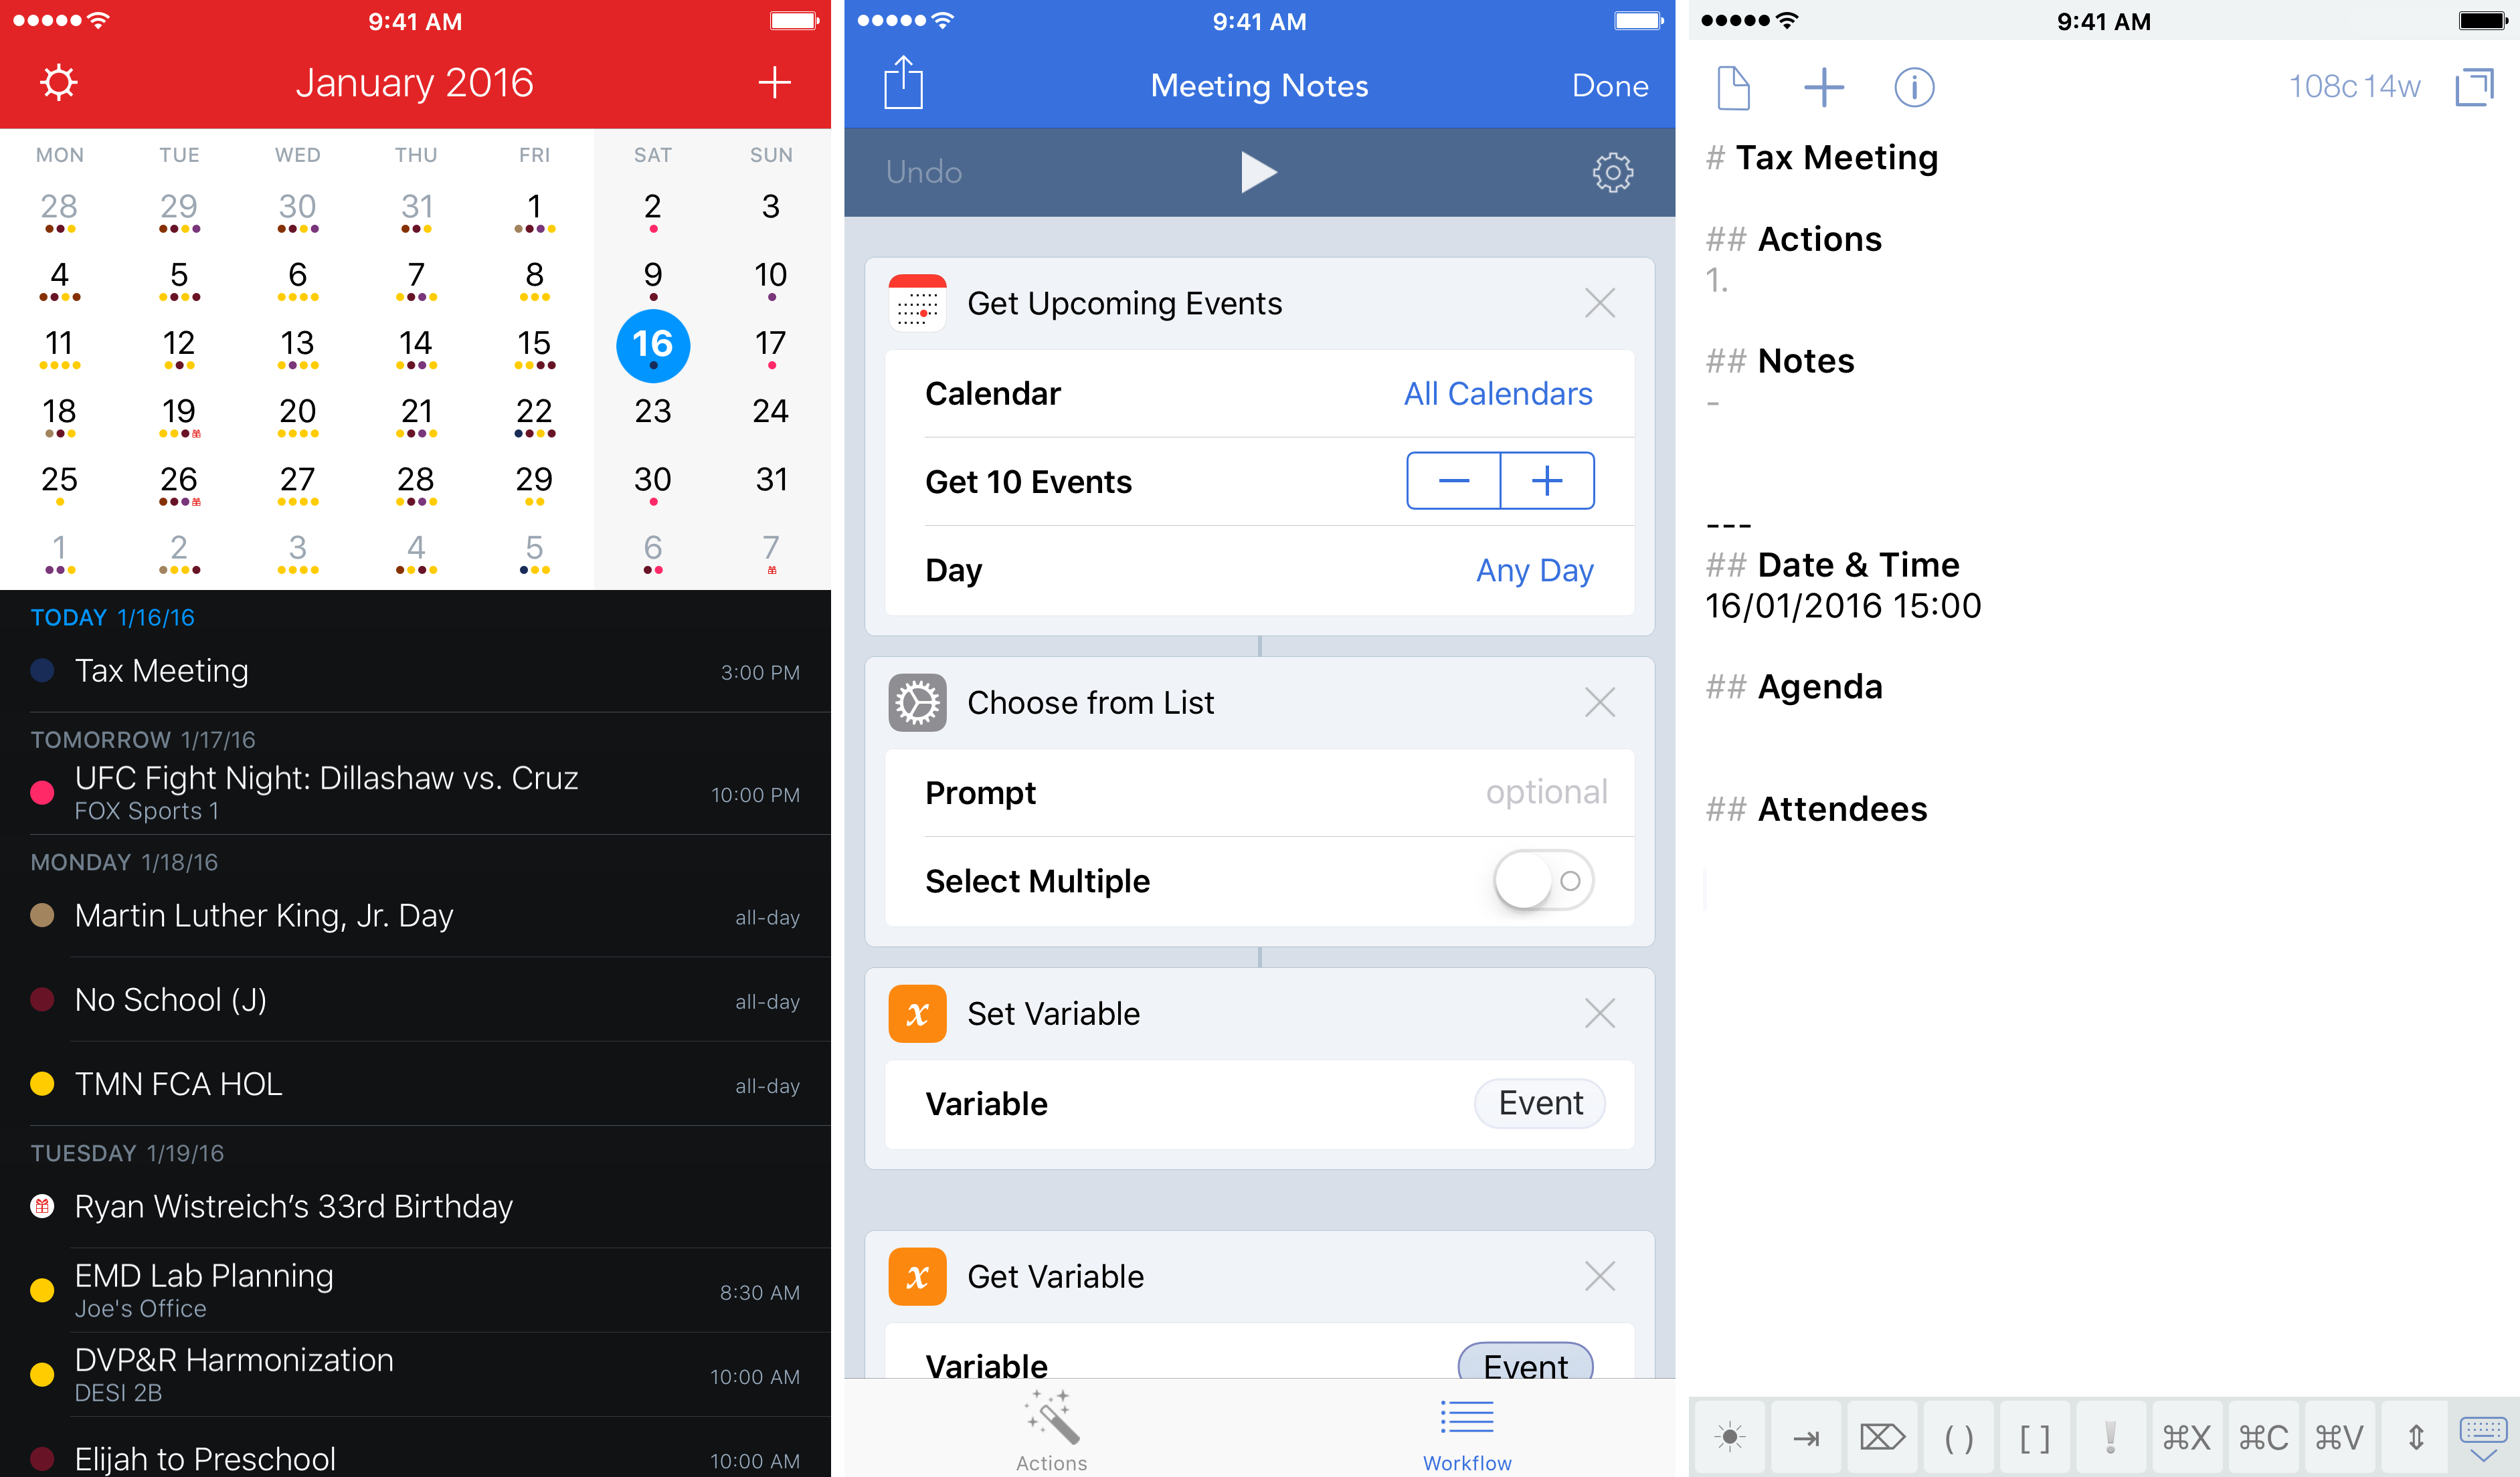 9:41 AM
January 2016
MON TUE WED THU FRI SAT SUN
28 29 30 31 1 2 3
4 5 6 7 8 9 10
11 12 13 14 15 16 17
18 19 20 21 22 23 24
25 26 27 28 29 30 31
1 2 3 4 5 6 7
TODAY 1/16/16
Tax Meeting 3:00 PM
TOMORROW 1/17/16
UFC Fight Night: Dillashaw vs. Cruz
FOX Sports 1 10:00 PM
MONDAY 1/18/16
Martin Luther King, Jr. Day all-day
No School (J) all-day
TMN FCA HOL all-day
TUESDAY 1/19/16
Ryan Wistreich’s 33rd Birthday
EMD Lab Planning
Joe's Office 8:30 AM
DVP&R Harmonization
DESI 2B 10:00 AM
Elijah to Preschool 10:00 AM
9:41 AM
Meeting Notes Done
Undo
Get Upcoming Events
Calendar All Calendars
Get 10 Events
Day Any Day
Choose from List
Prompt optional
Select Multiple
x Set Variable
Variable Event
x Get Variable
Variable Event
Actions Workflow
9:41 AM
108c 14w
# Tax Meeting
## Actions
1.
## Notes
-
---
## Date & Time
16/01/2016 15:00
## Agenda
## Attendees
( ) [ ] ! ⌘X ⌘C ⌘V